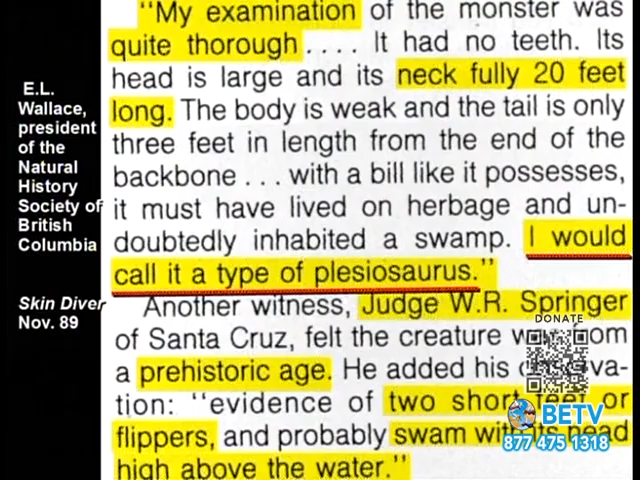 "My examination of the monster was
quite thorough . . . . It had no teeth. Its
head is large and its neck fully 20 feet
long. The body is weak and the tail is only
three feet in length from the end of the
backbone . . . with a bill like it possesses,
it must have lived on herbage and un-
doubtedly inhabited a swamp. I would
call it a type of plesiosaurus."
Another witness, Judge W.R. Springer
of Santa Cruz, felt the creature from
a prehistoric age. He added his
tion: "evidence of two short feet or
flippers, and probably swam with its head
high above the water."
E.L.
Wallace,
president
of the
Natural
History
Society of
British
Columbia
Skin Diver
Nov. 89
DONATE
BETV
877 475 1318